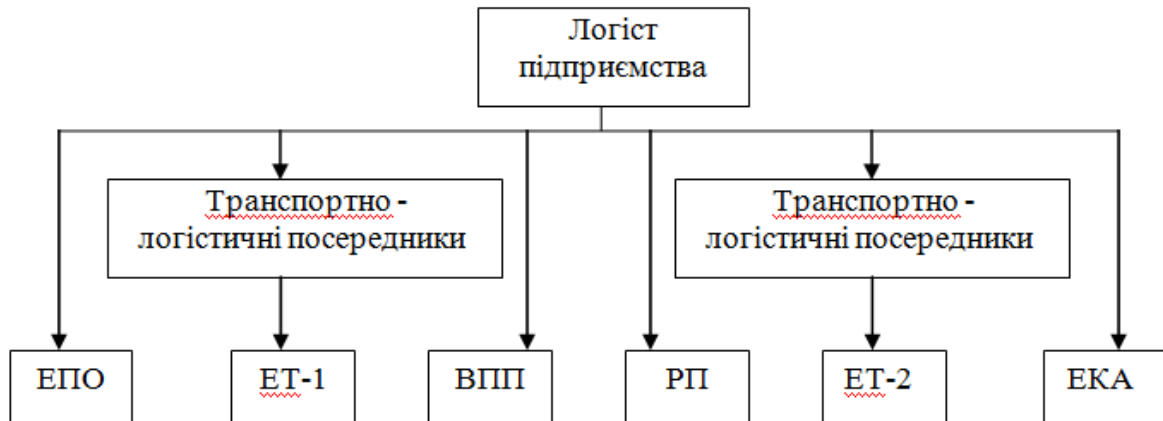 Логіст
підприємства
Транспортно -
логістичні посередники
Транспортно -
логістичні посередники
ЕПО
ЕТ-1
ВПП
РП
ЕТ-2
ЕКА